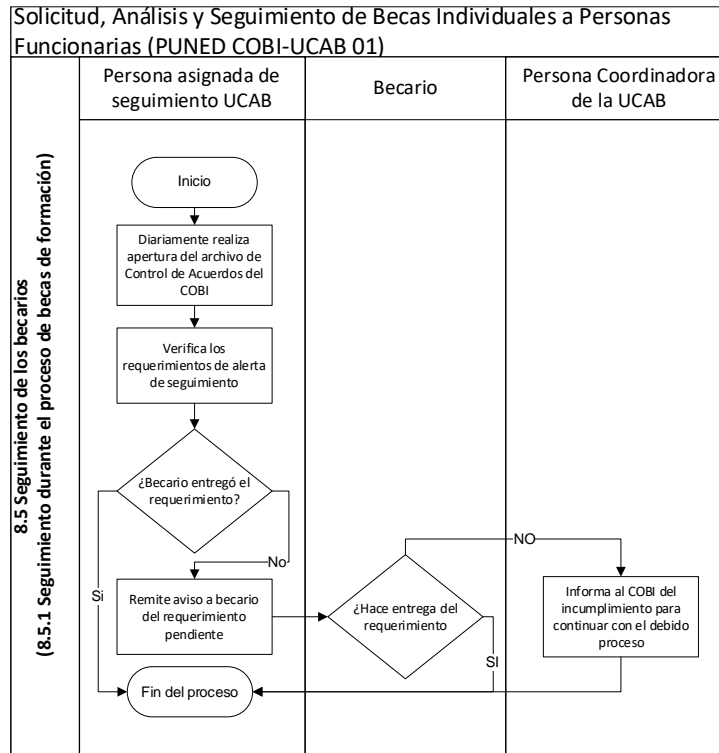 Solicitud, Análisis y Seguimiento de Becas Individuales a Personas
Funcionarias (PUNED COBI-UCAB 01)
8.5 Seguimiento de los becarios
(8.5.1 Seguimiento durante el proceso de becas de formación)
Persona asignada de
seguimiento UCAB
Becario
Persona Coordinadora
de la UCAB
Inicio
Diariamente realiza
apertura del archivo de
Control de Acuerdos del
COBI
Verifica los
requerimientos de alerta
de seguimiento
¿Becario entregó el
requerimiento?
No
Si
Remite aviso a becario
del requerimiento
pendiente
¿Hace entrega del
requerimiento
NO
SI
Informa al COBI del
incumplimiento para
continuar con el debido
proceso
Fin del proceso